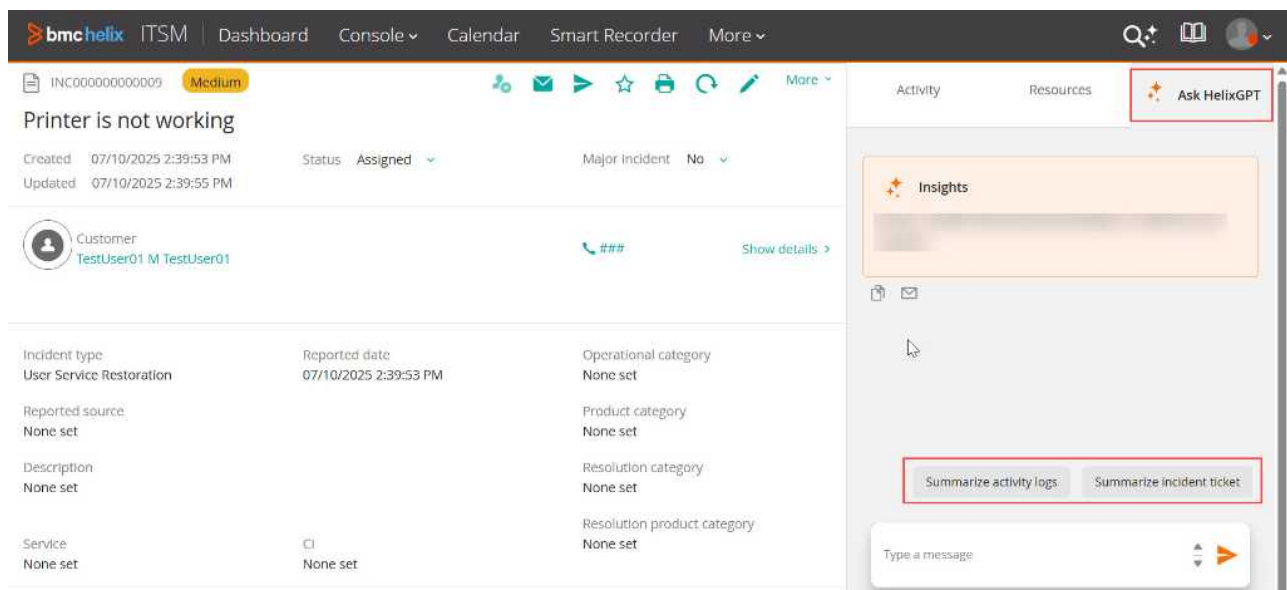 bmchelix ITSM Dashboard Console Calendar Smart Recorder More
INC000000000009 Medium More
Printer is not working
Created 07/10/2025 2:39:53 PM Status Assigned Major Incident No
Updated 07/10/2025 2:39:55 PM
Customer
TestUser01 M TestUser01 ### Show details
Incident type Reported date Operational category
User Service Restoration 07/10/2025 2:39:53 PM None set
Reported source Product category
None set None set
Description Resolution category
None set None set
Resolution product category
Service CI None set
None set None set
Activity Resources Ask HelixGPT
Insights
Summarize activity logs Summarize incident ticket
Type a message